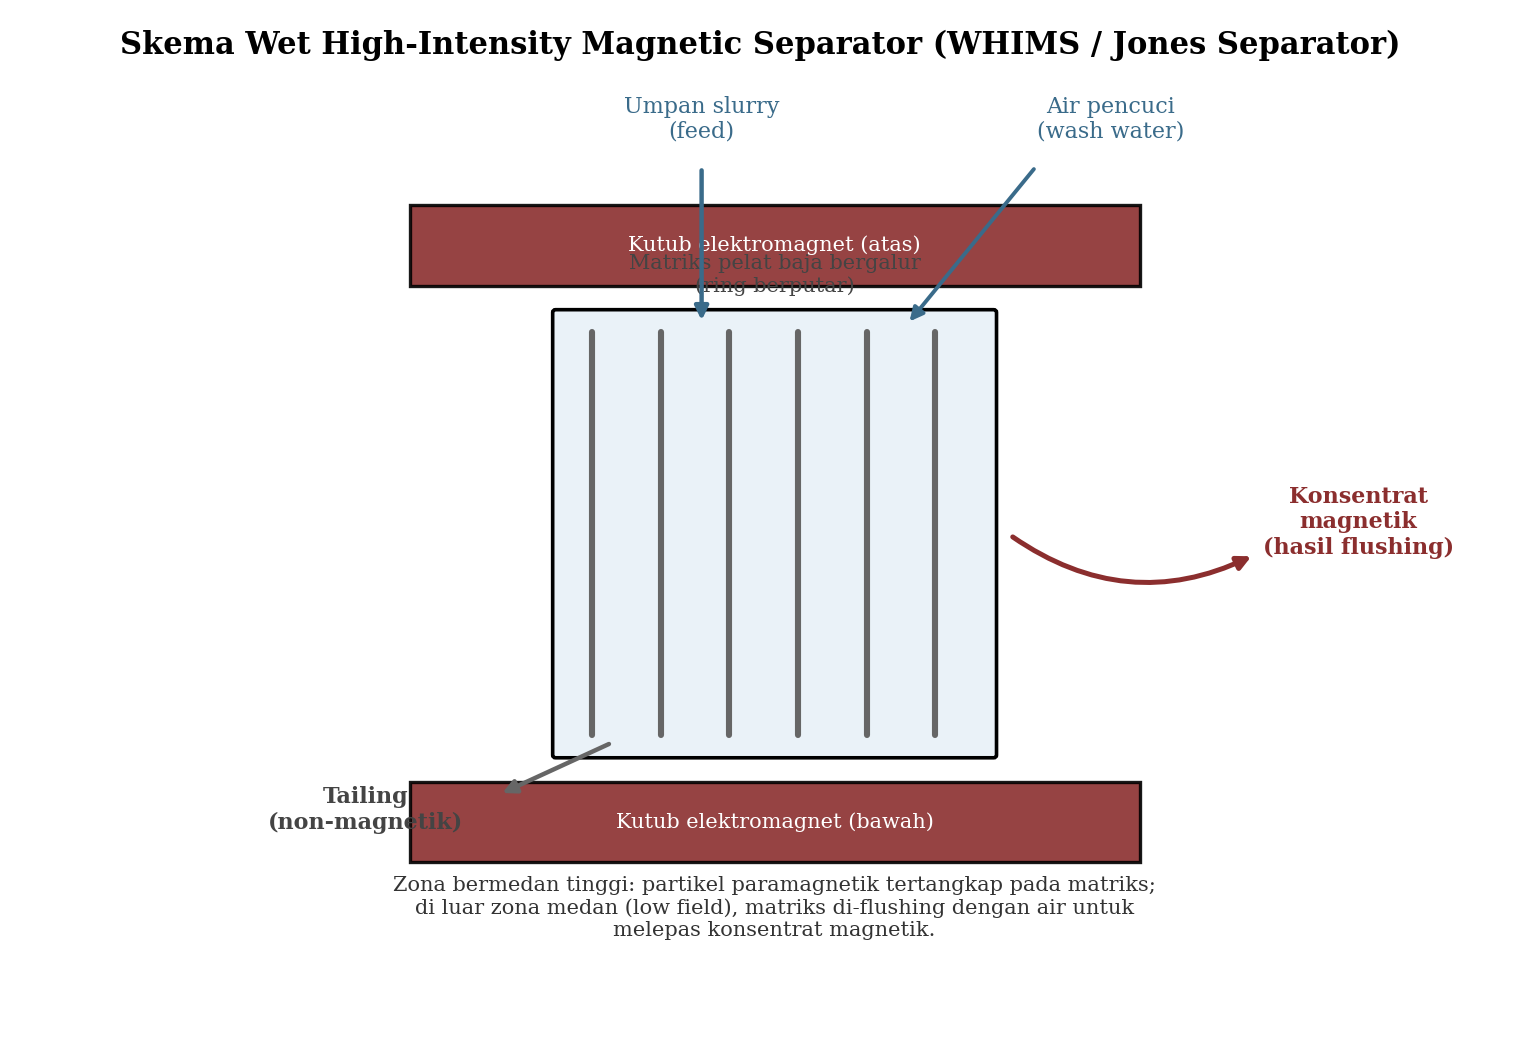 Skema Wet High-Intensity Magnetic Separator (WHIMS / Jones Separator)
Umpan slurry
(feed)
Air pencuci
(wash water)
Kutub elektromagnet (atas)
Matriks pelat baja bergalur
(ring berputar)
Konsentrat
magnetik
(hasil flushing)
Tailing
(non-magnetik)
Kutub elektromagnet (bawah)
Zona bermedan tinggi: partikel paramagnetik tertangkap pada matriks;
di luar zona medan (low field), matriks di-flushing dengan air untuk
melepas konsentrat magnetik.